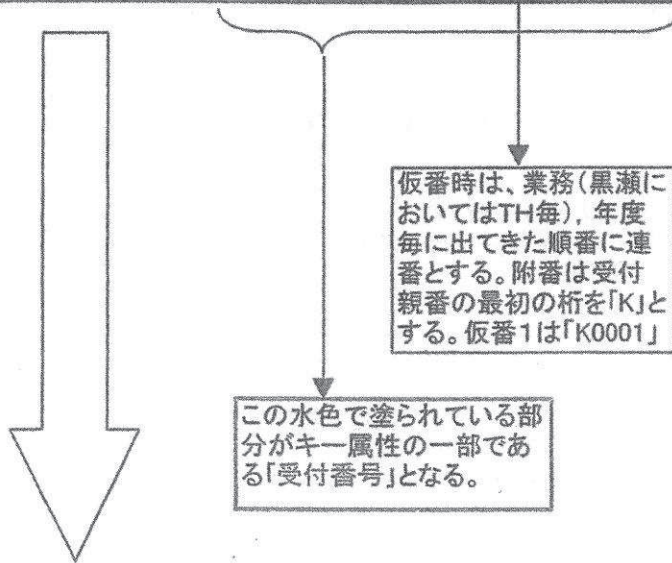 仮番時は、業務(黒瀬に
おいてはTH毎)，年度
毎に出てきた順番に連
番とする。附番は受付
親番の最初の桁を「K」と
する。仮番1は「K0001」
この水色で塗られている部
分がキー属性の一部であ
る「受付番号」となる。